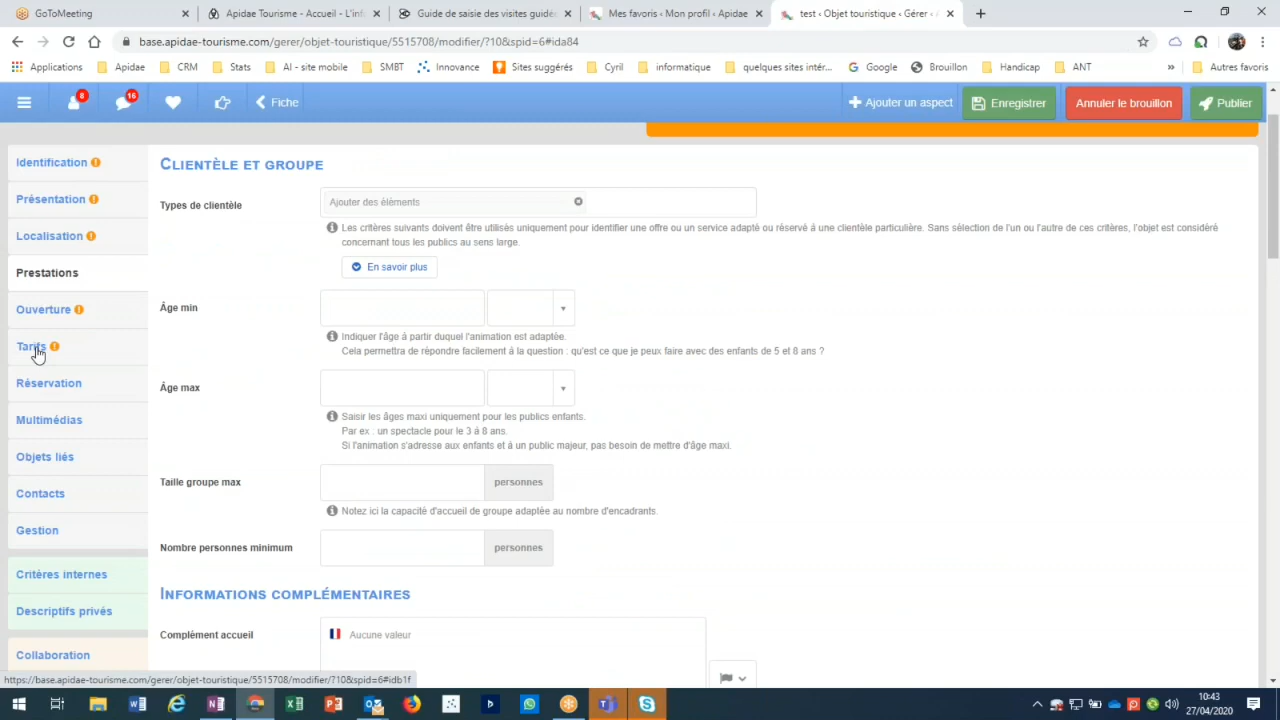 GoToMeeting
Apidae Tourisme - Accueil - L'inf
Guide de saisie des visites guidé
Mes favoris ‹ Mon profil ‹ Apidae
test ‹ Objet touristique ‹ Gérer ‹ A
base.apidae-tourisme.com/gerer/objet-touristique/5515708/modifier/?10&spid=6#ida84
Applications
Apidae
CRM
Stats
AI - site mobile
SMBT
Innovance
Sites suggérés
Cyril
informatique
quelques sites intér...
Google
Brouillon
Handicap
ANT
»
Autres favoris
8
16
Fiche
Ajouter un aspect
Enregistrer
Annuler le brouillon
Publier
Identification
Présentation
Localisation
Prestations
Ouverture
Tarifs
Réservation
Multimédias
Objets liés
Contacts
Gestion
Critères internes
Descriptifs privés
Collaboration
CLIENTÈLE ET GROUPE
Types de clientèle
Ajouter des éléments
Les critères suivants doivent être utilisés uniquement pour identifier une offre ou un service adapté ou réservé à une clientèle particulière. Sans sélection de l'un ou l'autre de ces critères, l'objet est considéré
concernant tous les publics au sens large.
En savoir plus
Âge min
Indiquer l'âge à partir duquel l'animation est adaptée.
Cela permettra de répondre facilement à la question : qu'est ce que je peux faire avec des enfants de 5 et 8 ans ?
Âge max
Saisir les âges maxi uniquement pour les publics enfants.
Par ex : un spectacle pour le 3 à 8 ans.
Si l'animation s'adresse aux enfants et à un public majeur, pas besoin de mettre d'âge maxi.
Taille groupe max
personnes
Notez ici la capacité d'accueil de groupe adaptée au nombre d'encadrants.
Nombre personnes minimum
personnes
INFORMATIONS COMPLÉMENTAIRES
Complément accueil
Aucune valeur
https://base.apidae-tourisme.com/gerer/objet-touristique/5515708/modifier/?10&spid=6#idb1f
10:43
27/04/2020